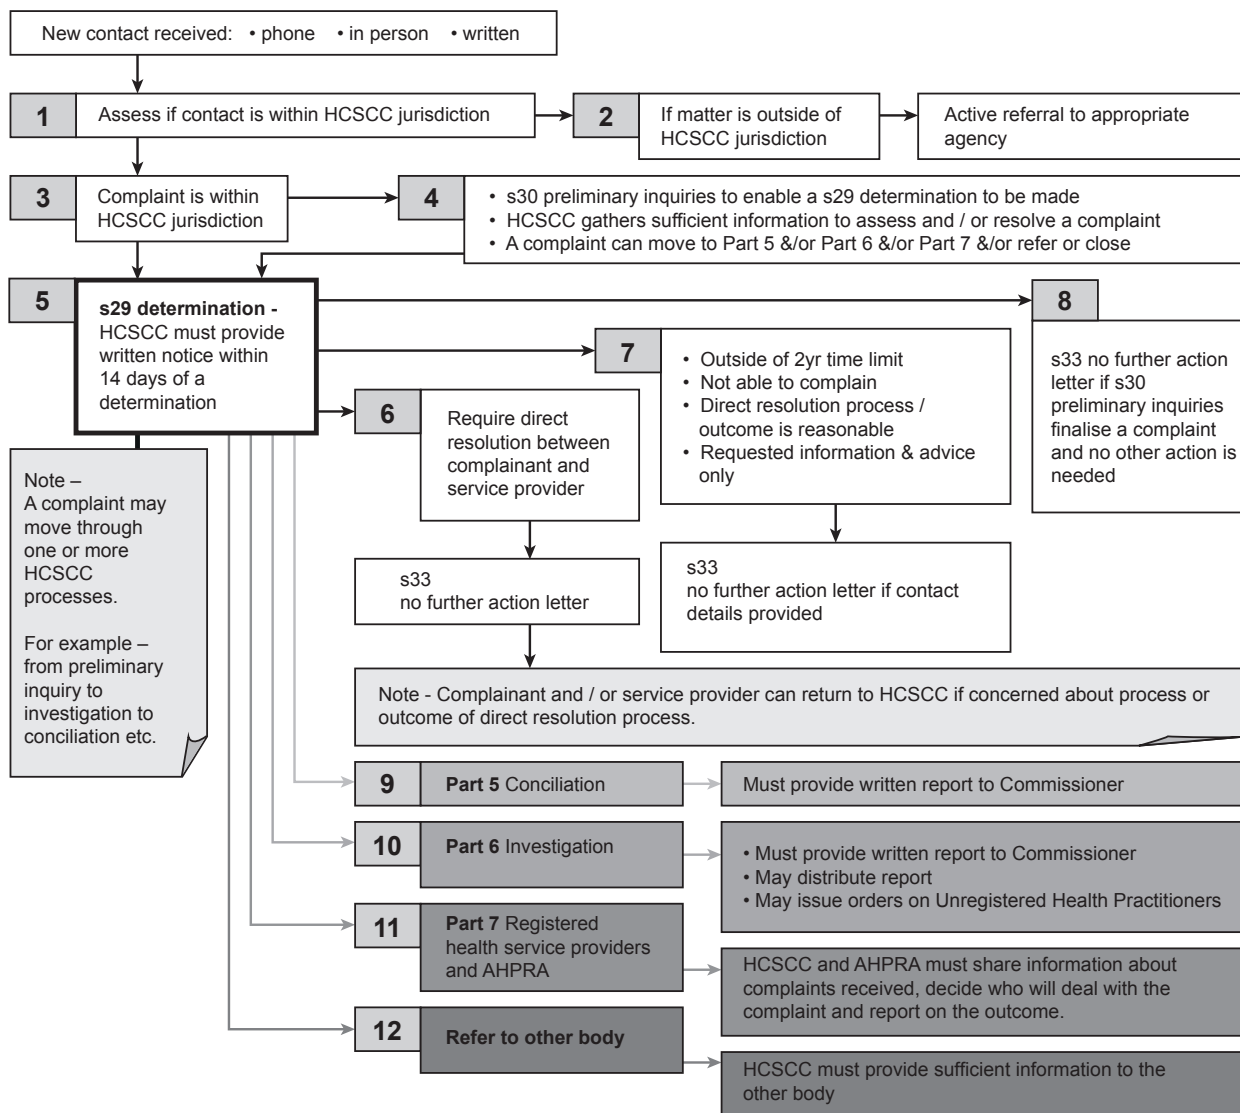 New contact received: • phone • in person • written
1
Assess if contact is within HCSCC jurisdiction
2
If matter is outside of
HCSCC jurisdiction
Active referral to appropriate
agency
3
Complaint is within
HCSCC jurisdiction
4
• s30 preliminary inquiries to enable a s29 determination to be made
• HCSCC gathers sufficient information to assess and / or resolve a complaint
• A complaint can move to Part 5 &/or Part 6 &/or Part 7 &/or refer or close
5
s29 determination -
HCSCC must provide
written notice within
14 days of a
determination
8
s33 no further action
letter if s30
preliminary inquiries
finalise a complaint
and no other action is
needed
7
• Outside of 2yr time limit
• Not able to complain
• Direct resolution process /
outcome is reasonable
• Requested information & advice
only
6
Require direct
resolution between
complainant and
service provider
Note –
A complaint may
move through
one or more
HCSCC
processes.
For example –
from preliminary
inquiry to
investigation to
conciliation etc.
s33
no further action letter
s33
no further action letter if contact
details provided
Note - Complainant and / or service provider can return to HCSCC if concerned about process or
outcome of direct resolution process.
9
Part 5 Conciliation
Must provide written report to Commissioner
10
Part 6 Investigation
• Must provide written report to Commissioner
• May distribute report
• May issue orders on Unregistered Health Practitioners
11
Part 7 Registered
health service providers
and AHPRA
HCSCC and AHPRA must share information about
complaints received, decide who will deal with the
complaint and report on the outcome.
12
Refer to other body
HCSCC must provide sufficient information to the
other body